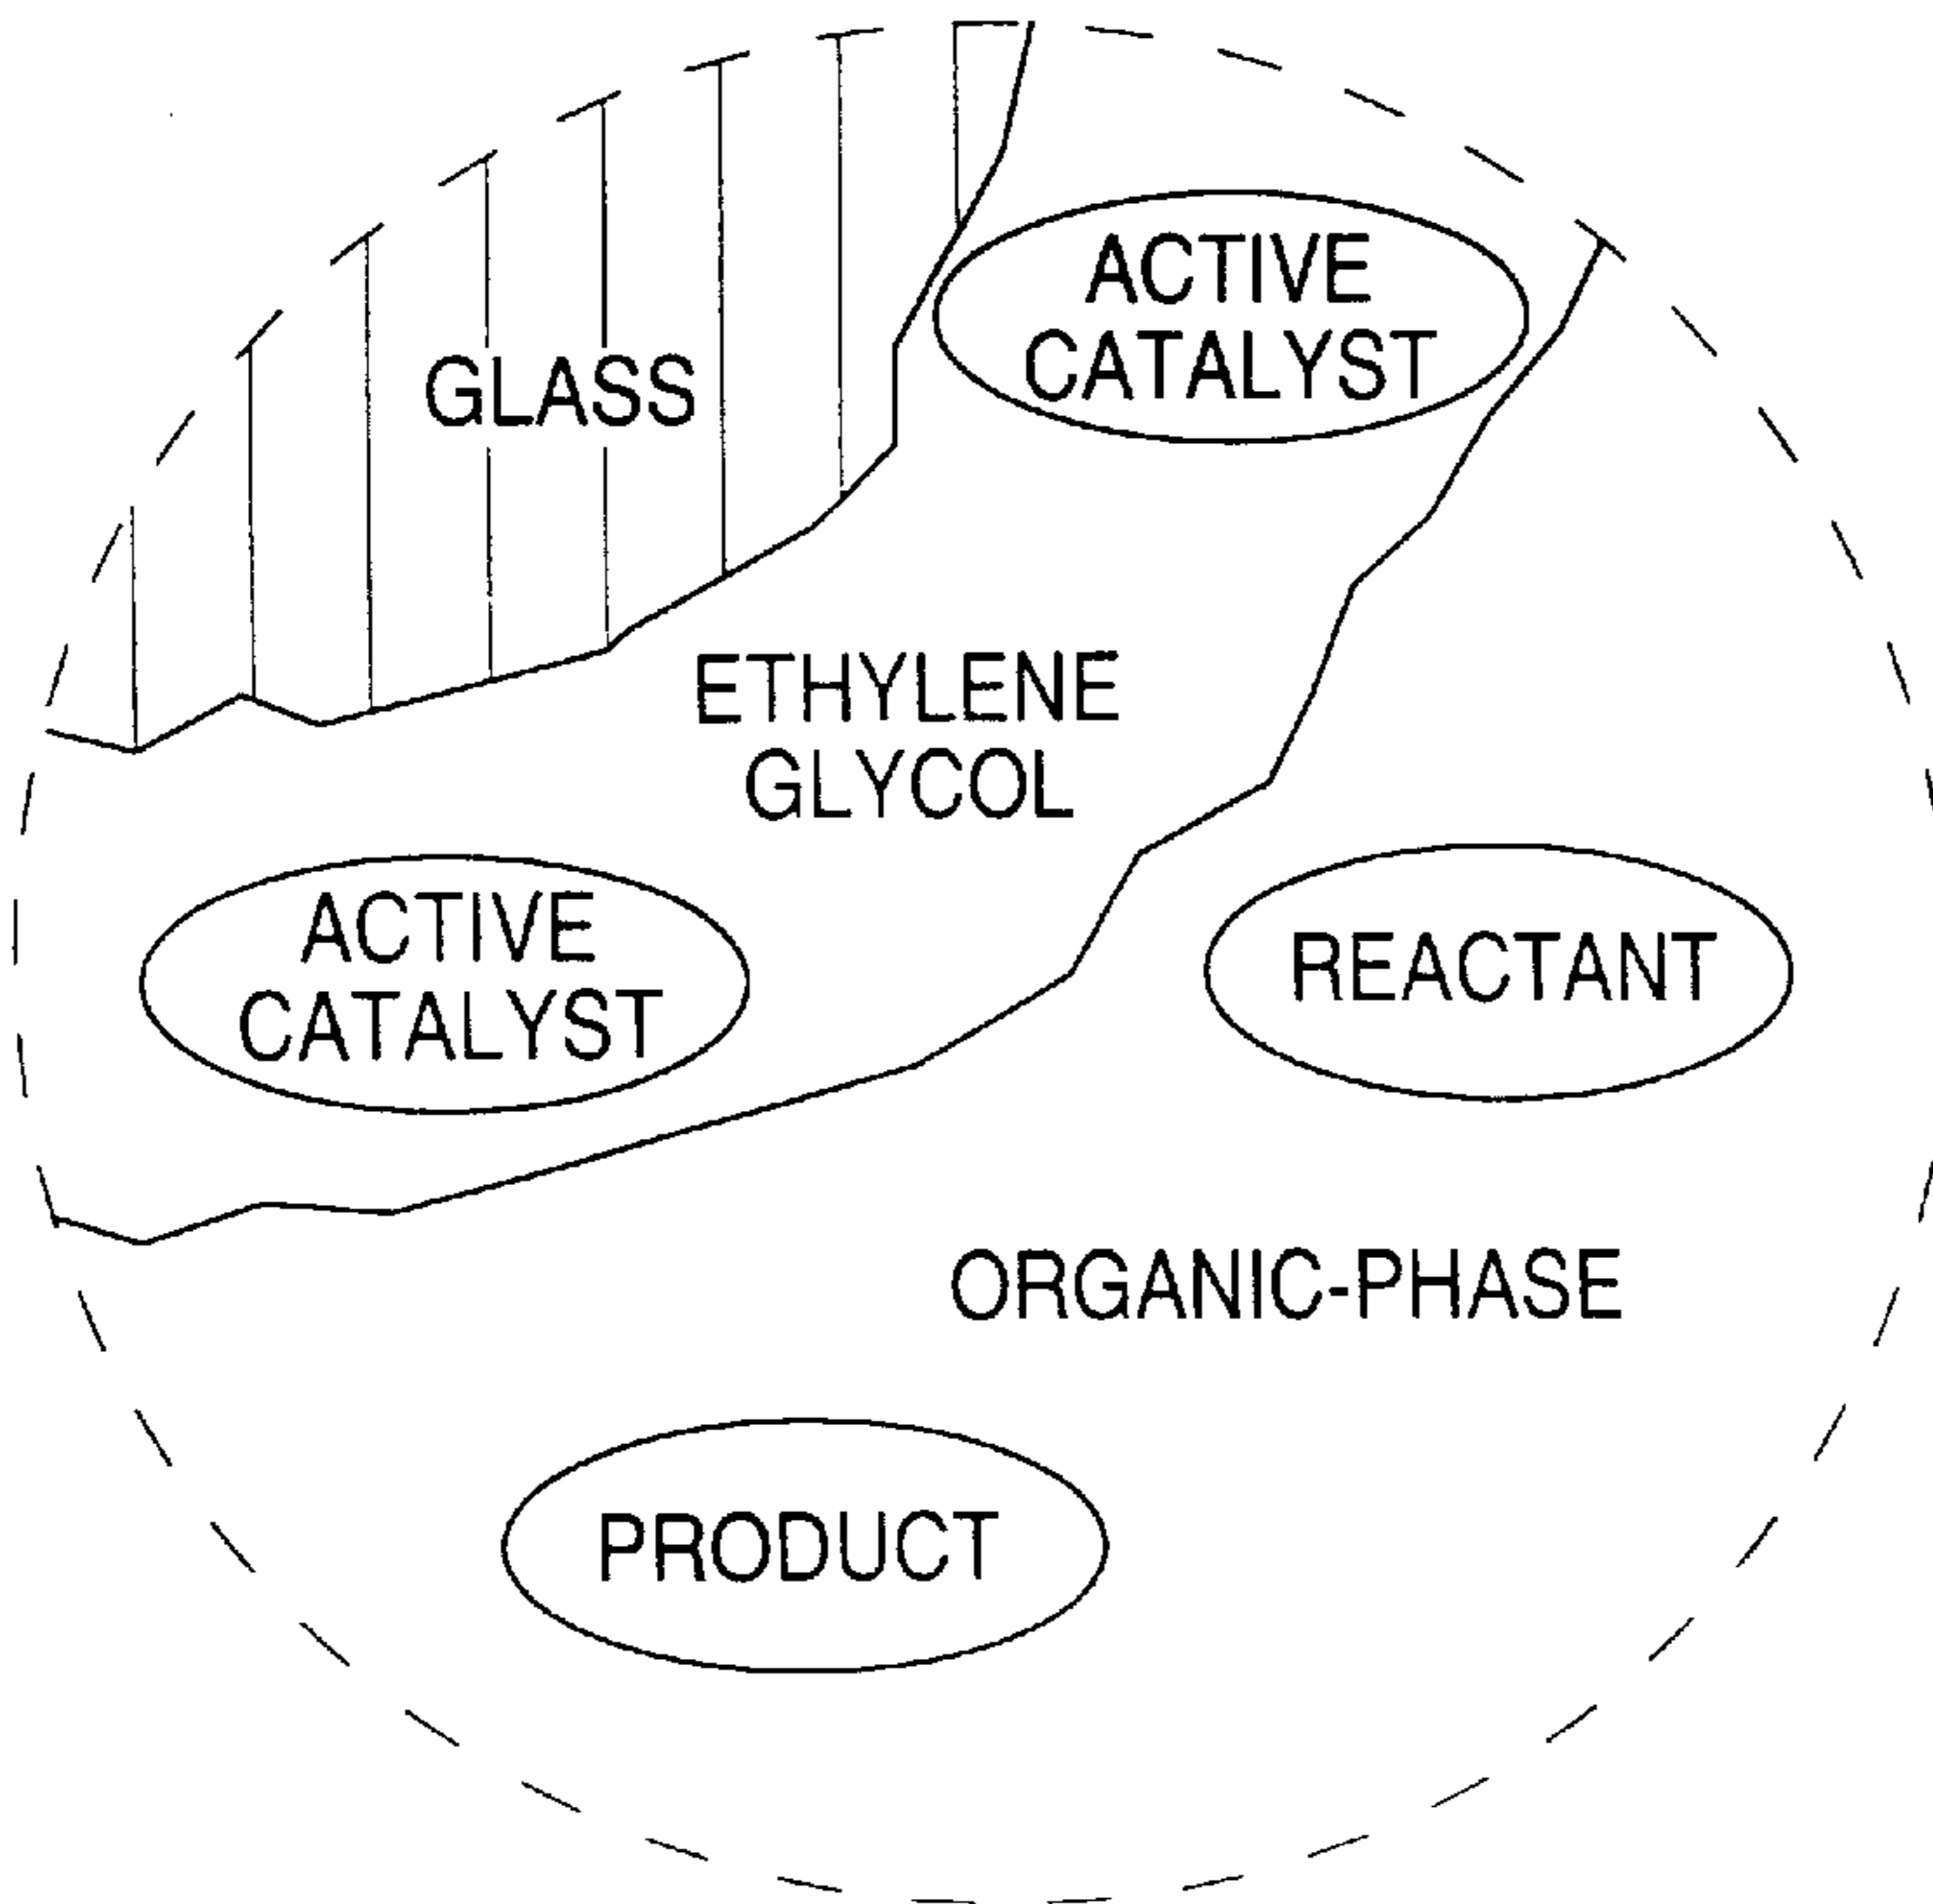 ACTIVE
CATALYST
GLASS
ETHYLENE
GLYCOL
ACTIVE
CATALYST
REACTANT
ORGANIC-PHASE
PRODUCT